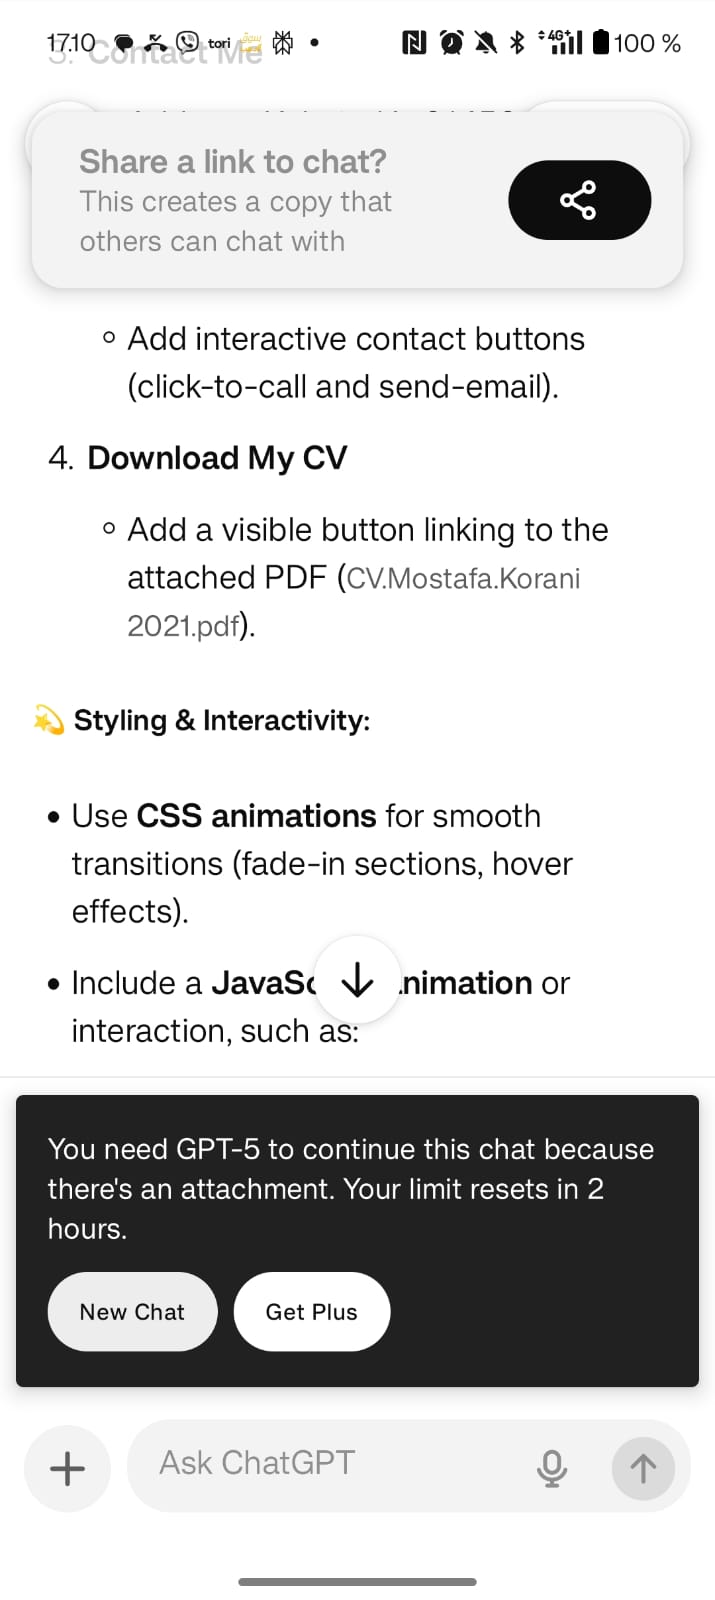 17.10 tori 4G+ 100 %
3. Contact Me
Share a link to chat?
This creates a copy that
others can chat with
Add interactive contact buttons
(click-to-call and send-email).
4. Download My CV
Add a visible button linking to the
attached PDF (CV.Mostafa.Korani
2021.pdf).
💫 Styling & Interactivity:
• Use CSS animations for smooth
transitions (fade-in sections, hover
effects).
• Include a JavaSc nimation or
interaction, such as:
You need GPT-5 to continue this chat because
there's an attachment. Your limit resets in 2
hours.
New Chat Get Plus
Ask ChatGPT